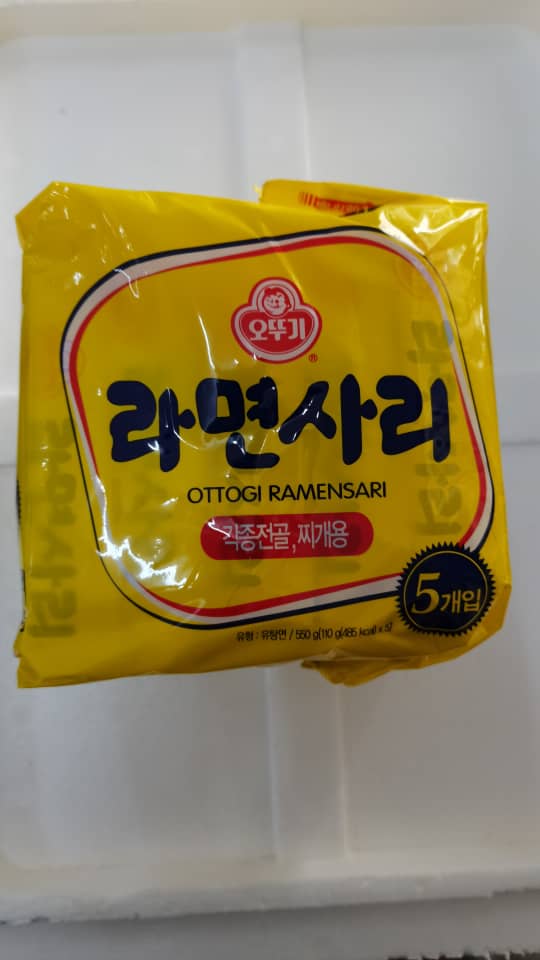 오뚜기
®
라면사리
OTTOGI RAMENSARI
각종전골, 찌개용
5개입
유형 : 유탕면 / 550 g(110 g(485 kcal) x 5)